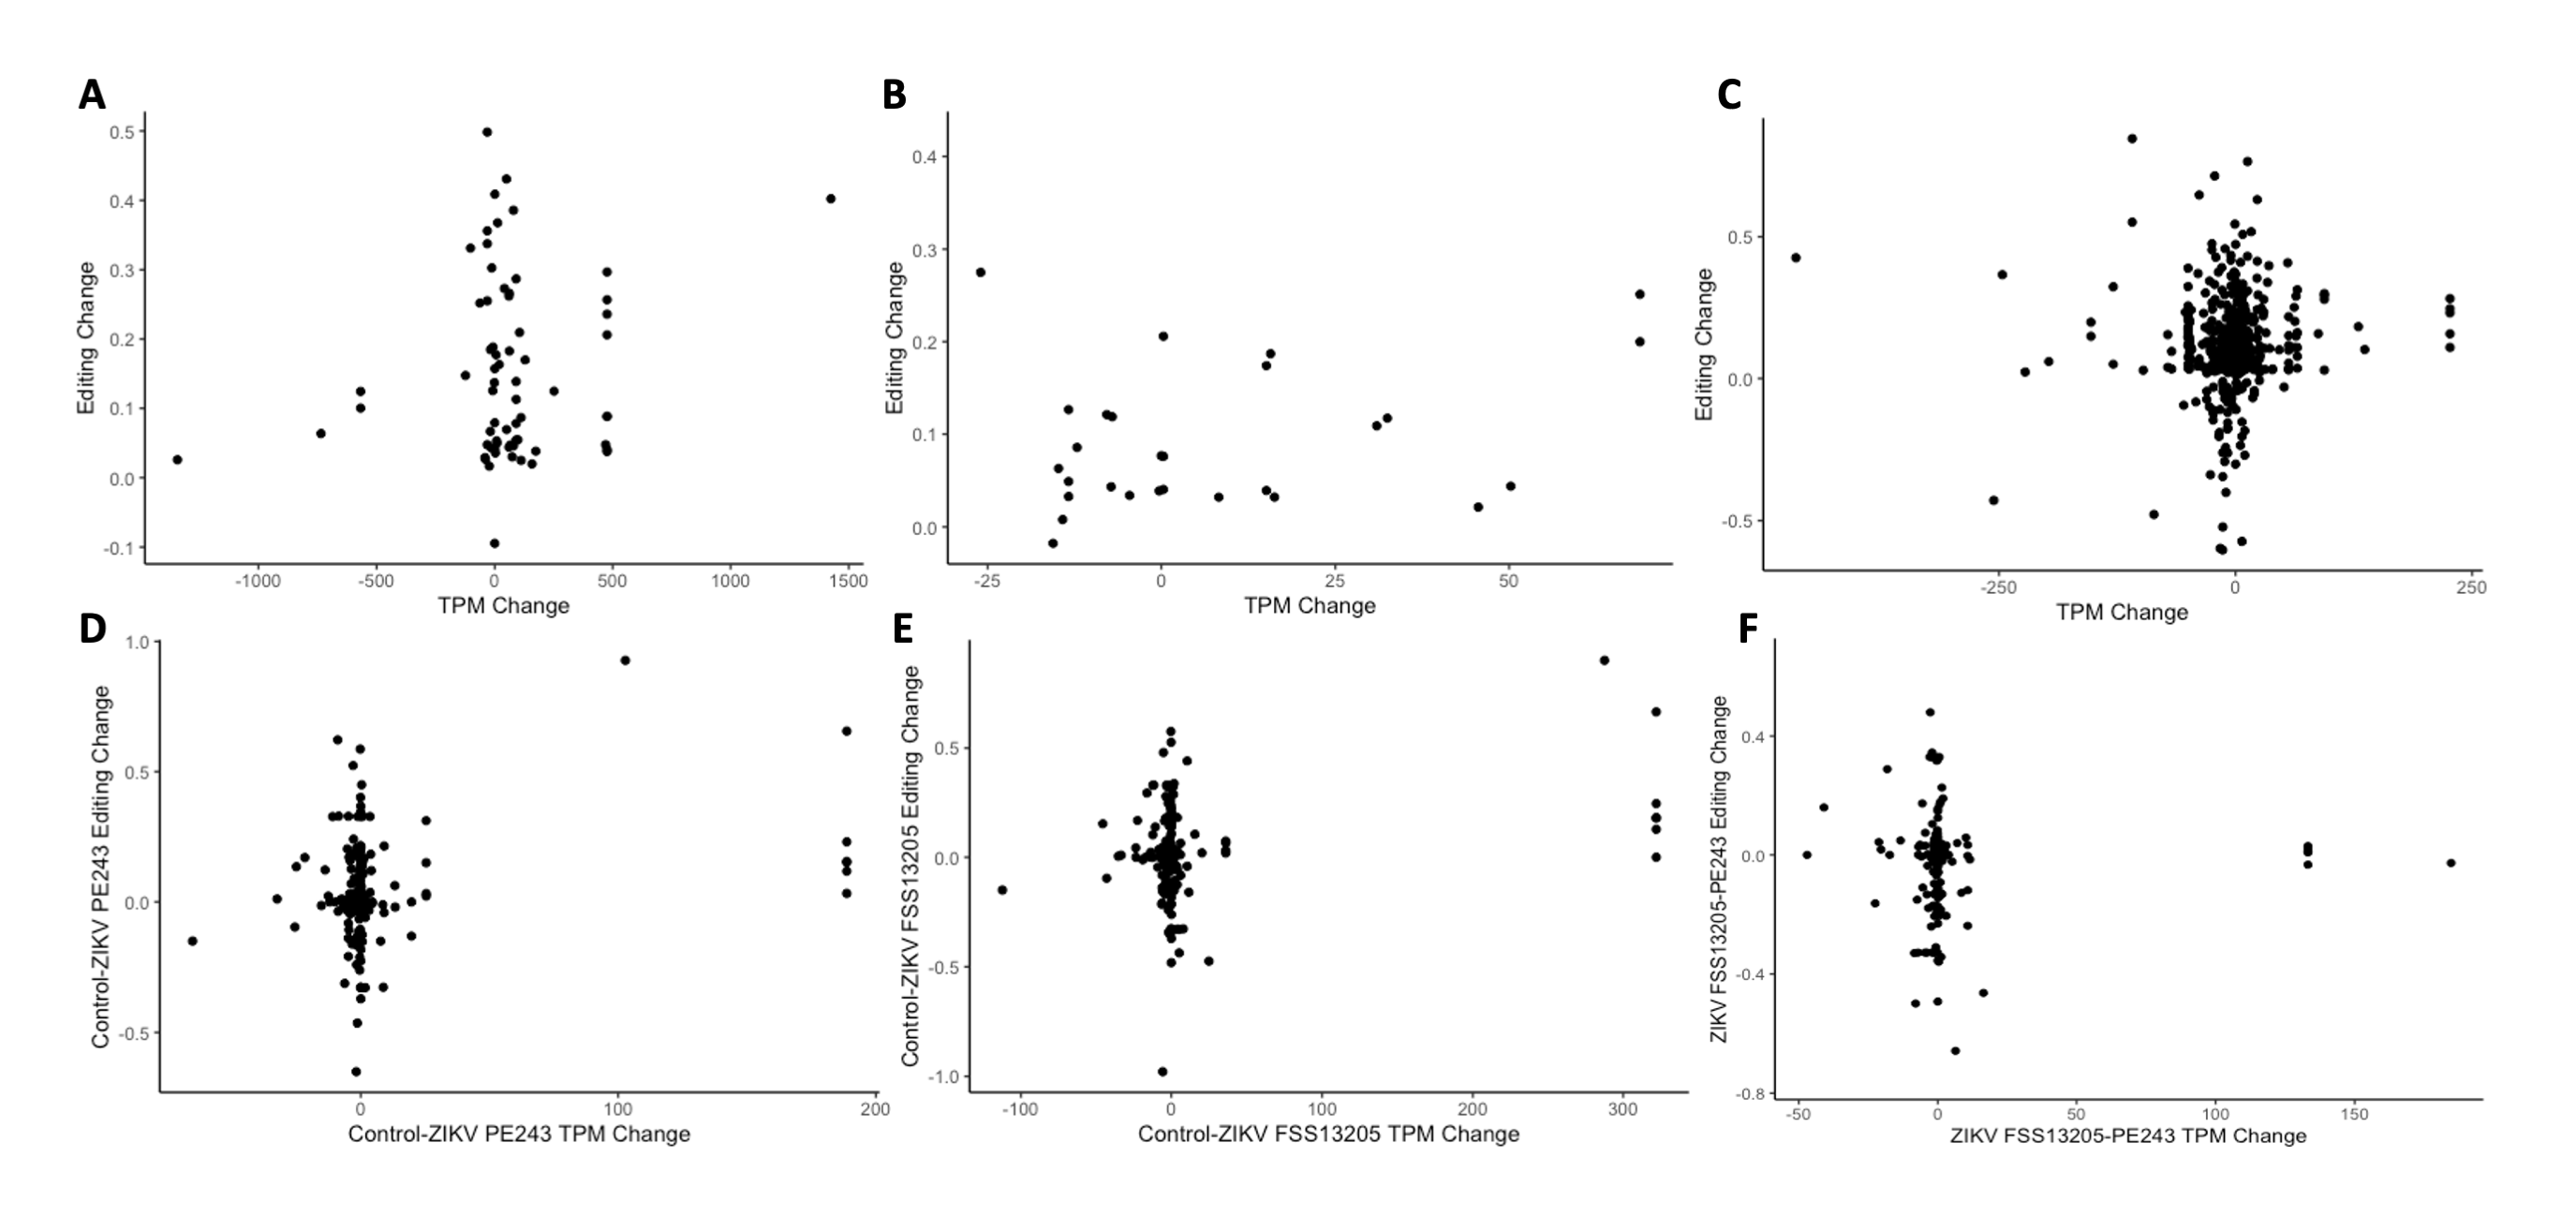 A
Editing Change
0.5
0.4
0.3
0.2
0.1
0.0
-0.1
-1000 -500 0 500 1000 1500
TPM Change
B
Editing Change
0.4
0.3
0.2
0.1
0.0
-25 0 25 50
TPM Change
C
Editing Change
0.5
0.0
-0.5
-250 0 250
TPM Change
D
Control-ZIKV PE243 Editing Change
1.0
0.5
0.0
-0.5
0 100 200
Control-ZIKV PE243 TPM Change
E
Control-ZIKV FSS13205 Editing Change
0.5
0.0
-0.5
-1.0
-100 0 100 200 300
Control-ZIKV FSS13205 TPM Change
F
ZIKV FSS13205-PE243 Editing Change
0.4
0.0
-0.4
-0.8
-50 0 50 100 150
ZIKV FSS13205-PE243 TPM Change